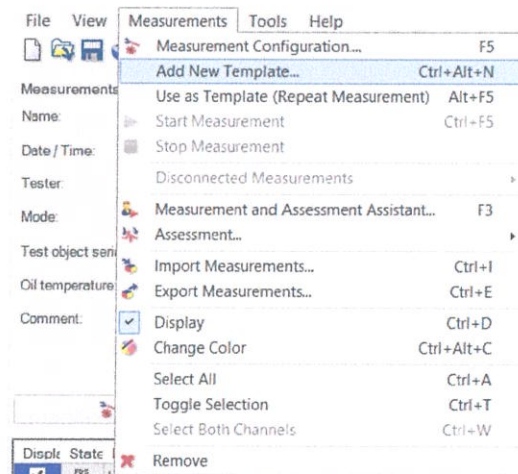 File View Measurements Tools Help
Measurement Configuration... F5
Add New Template... Ctrl+Alt+N
Measurements
Use as Template (Repeat Measurement) Alt+F5
Name:
Start Measurement Ctrl+F5
Date / Time:
Stop Measurement
Tester:
Disconnected Measurements
Mode:
Measurement and Assessment Assistant... F3
Assessment...
Test object seri
Import Measurements... Ctrl+I
Oil temperature
Export Measurements... Ctrl+E
Comment:
Display Ctrl+D
Change Color Ctrl+Alt+C
Select All Ctrl+A
Toggle Selection Ctrl+T
Select Both Channels Ctrl+W
Displa State
Remove